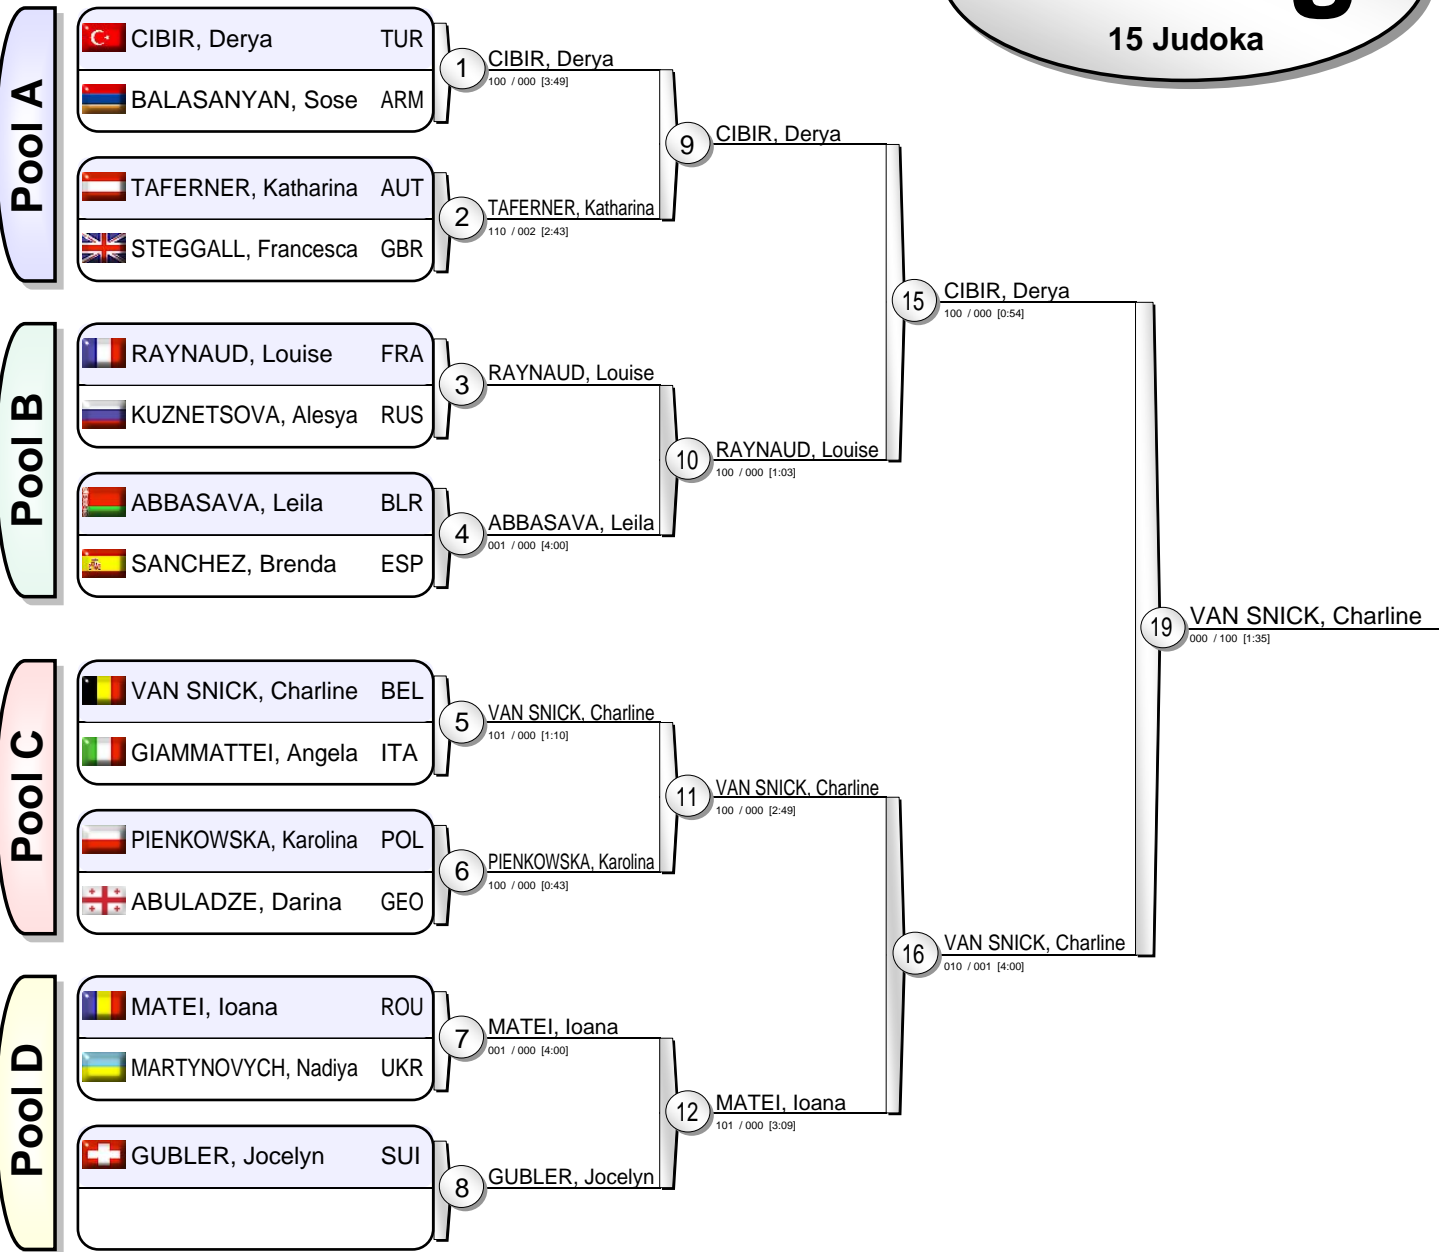 15 Judoka
Pool A
CIBIR, Derya TUR
BALASANYAN, Sose ARM
TAFERNER, Katharina AUT
STEGGALL, Francesca GBR
Pool B
RAYNAUD, Louise FRA
KUZNETSOVA, Alesya RUS
ABBASAVA, Leila BLR
SANCHEZ, Brenda ESP
Pool C
VAN SNICK, Charline BEL
GIAMMATTEI, Angela ITA
PIENKOWSKA, Karolina POL
ABULADZE, Darina GEO
Pool D
MATEI, Ioana ROU
MARTYNOVYCH, Nadiya UKR
GUBLER, Jocelyn SUI
1 CIBIR, Derya
100 / 000 [3:49]
2 TAFERNER, Katharina
110 / 002 [2:43]
3 RAYNAUD, Louise
4 ABBASAVA, Leila
001 / 000 [4:00]
5 VAN SNICK, Charline
101 / 000 [1:10]
6 PIENKOWSKA, Karolina
100 / 000 [0:43]
7 MATEI, Ioana
001 / 000 [4:00]
8 GUBLER, Jocelyn
9 CIBIR, Derya
10 RAYNAUD, Louise
100 / 000 [1:03]
11 VAN SNICK, Charline
100 / 000 [2:49]
12 MATEI, Ioana
101 / 000 [3:09]
15 CIBIR, Derya
100 / 000 [0:54]
16 VAN SNICK, Charline
010 / 001 [4:00]
19 VAN SNICK, Charline
000 / 100 [1:35]